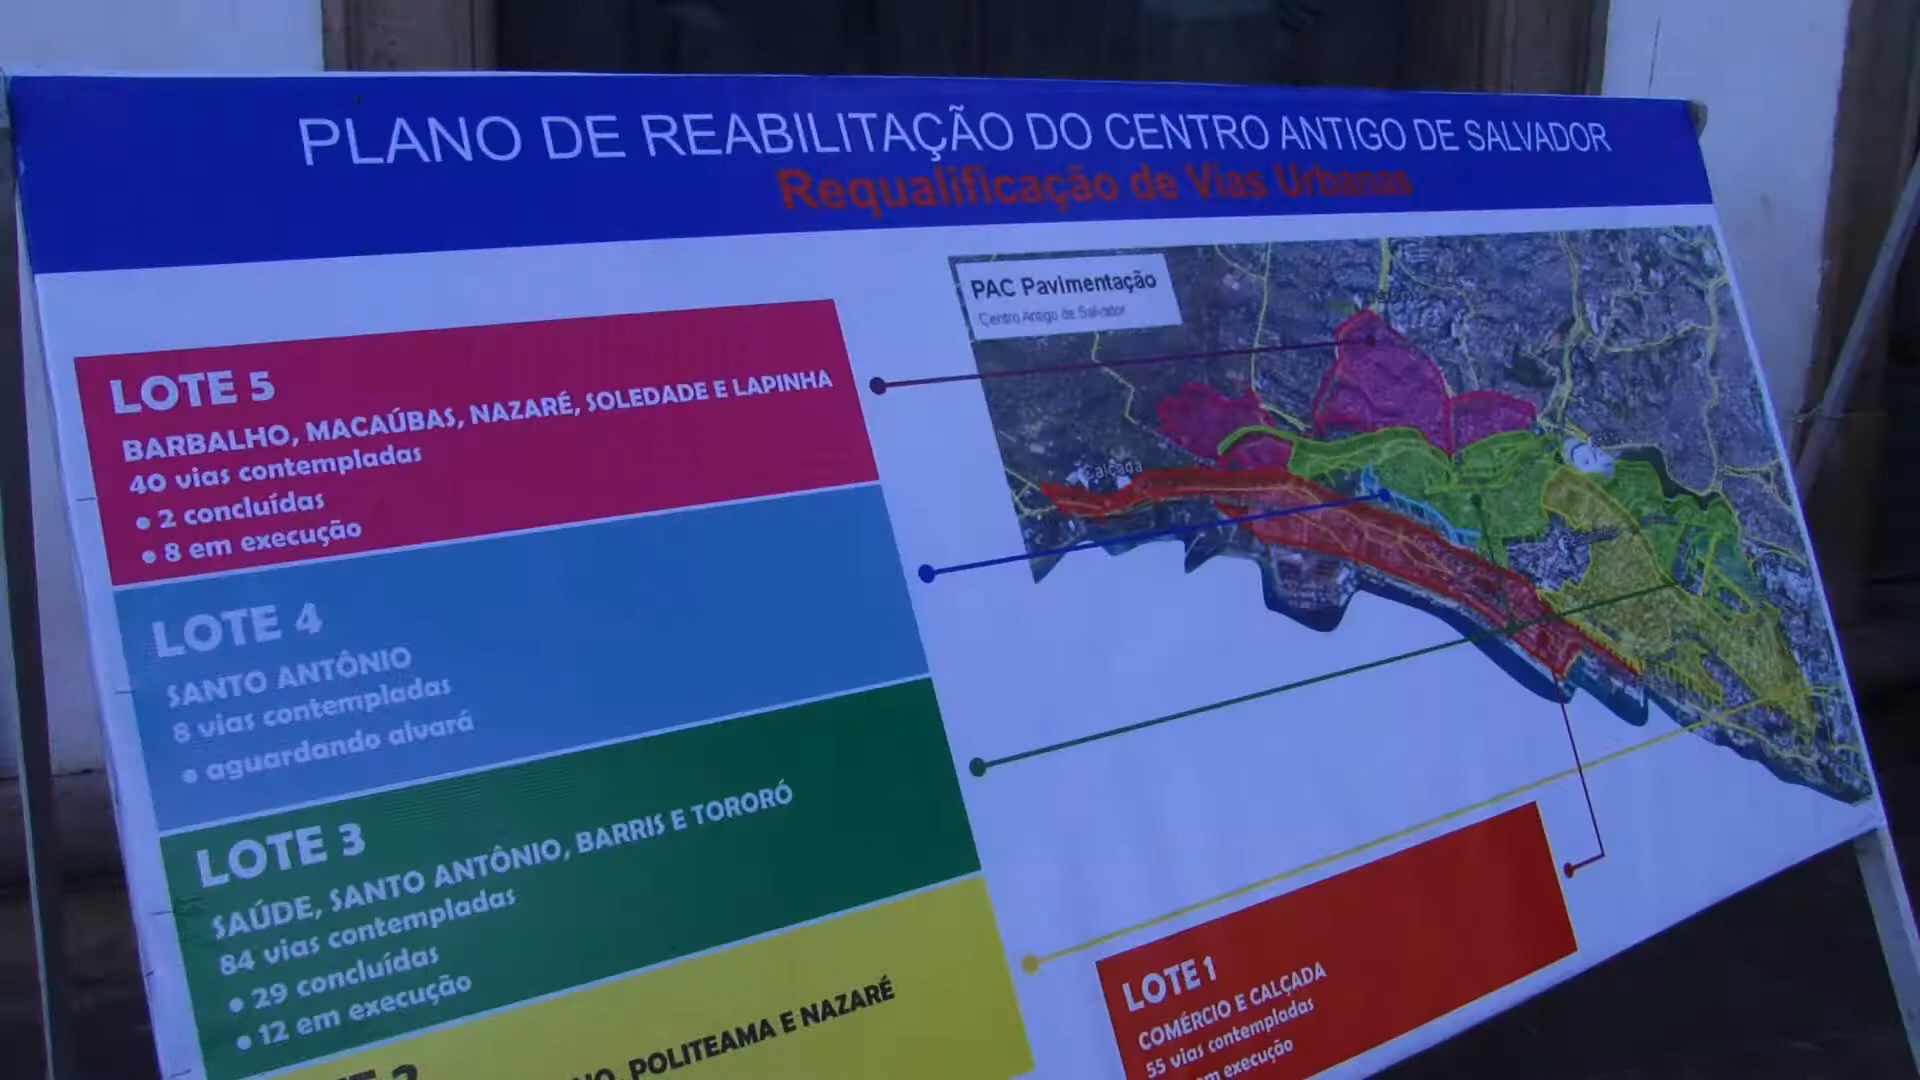 PLANO DE REABILITAÇÃO DO CENTRO ANTIGO DE SALVADOR
Requalificação de Vias Urbanas
PAC Pavimentação
Centro Antigo de Salvador
Calçada
LOTE 5
BARBALHO, MACAÚBAS, NAZARÉ, SOLEDADE E LAPINHA
40 vias contempladas
• 2 concluídas
• 8 em execução
LOTE 4
SANTO ANTÔNIO
8 vias contempladas
• aguardando alvará
LOTE 3
SAÚDE, SANTO ANTÔNIO, BARRIS E TORORÓ
84 vias contempladas
• 29 concluídas
• 12 em execução
POLITEAMA E NAZARÉ
LOTE 1
COMÉRCIO E CALÇADA
55 vias contempladas
em execução